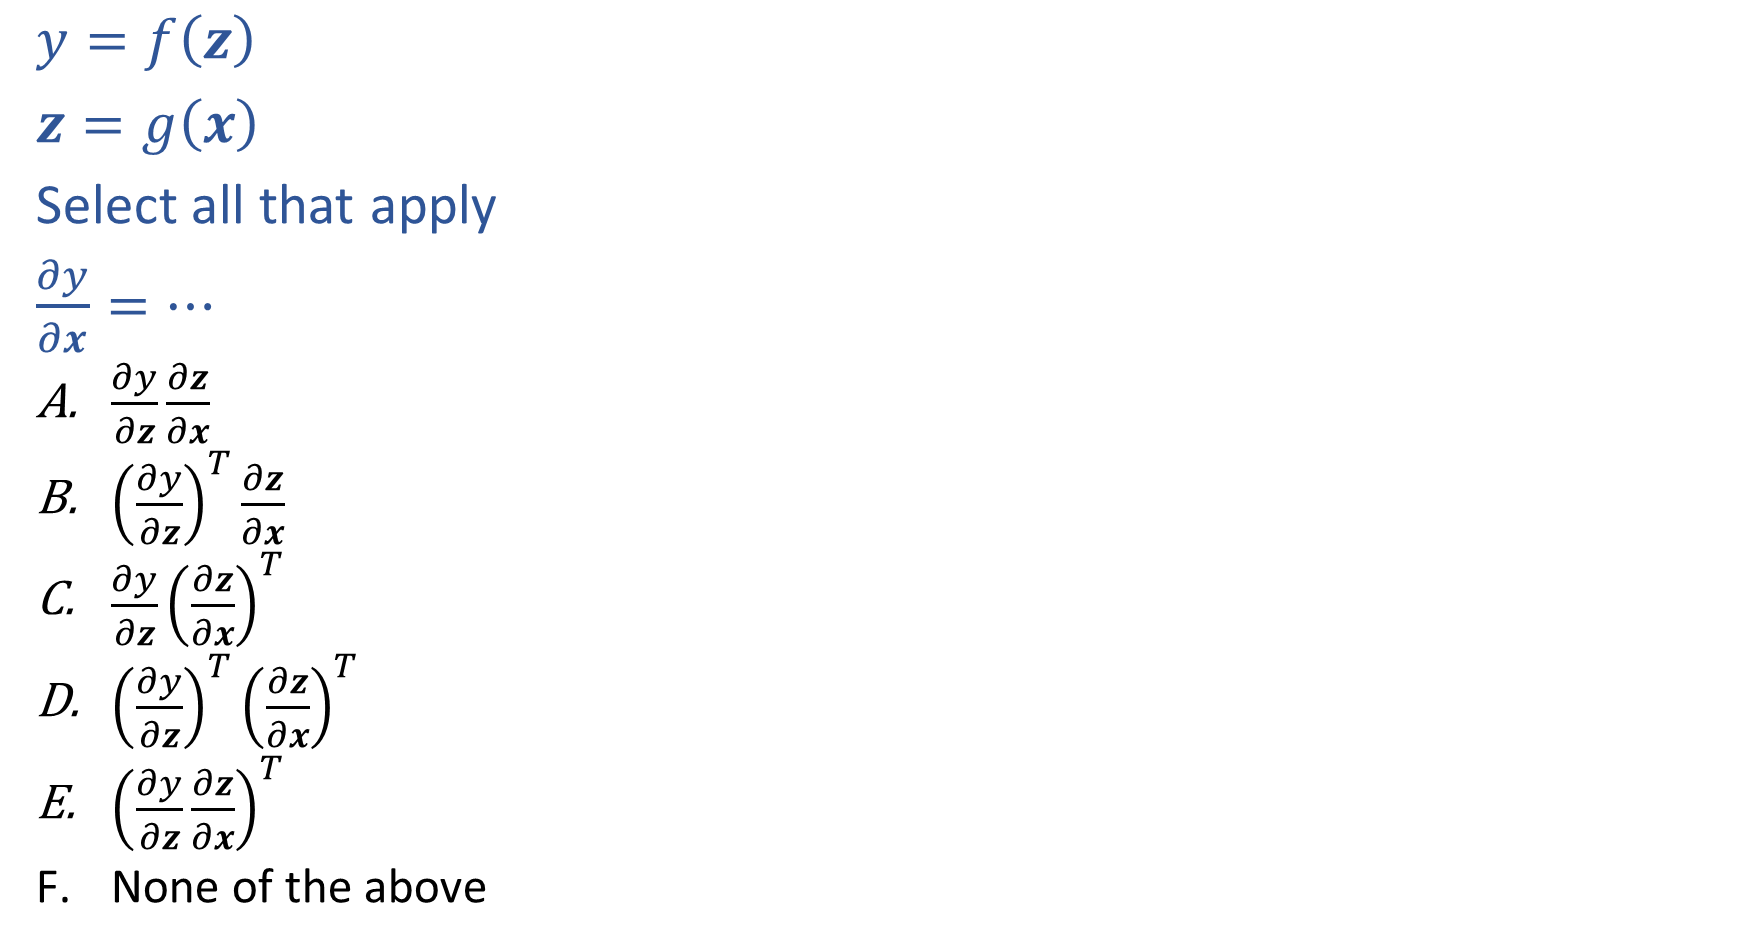 y = f(z)
z = g(x)
Select all that apply
∂y/∂x = ⋯
A. ∂y/∂z ∂z/∂x
B. (∂y/∂z)^T ∂z/∂x
C. ∂y/∂z (∂z/∂x)^T
D. (∂y/∂z)^T (∂z/∂x)^T
E. (∂y/∂z ∂z/∂x)^T
F. None of the above